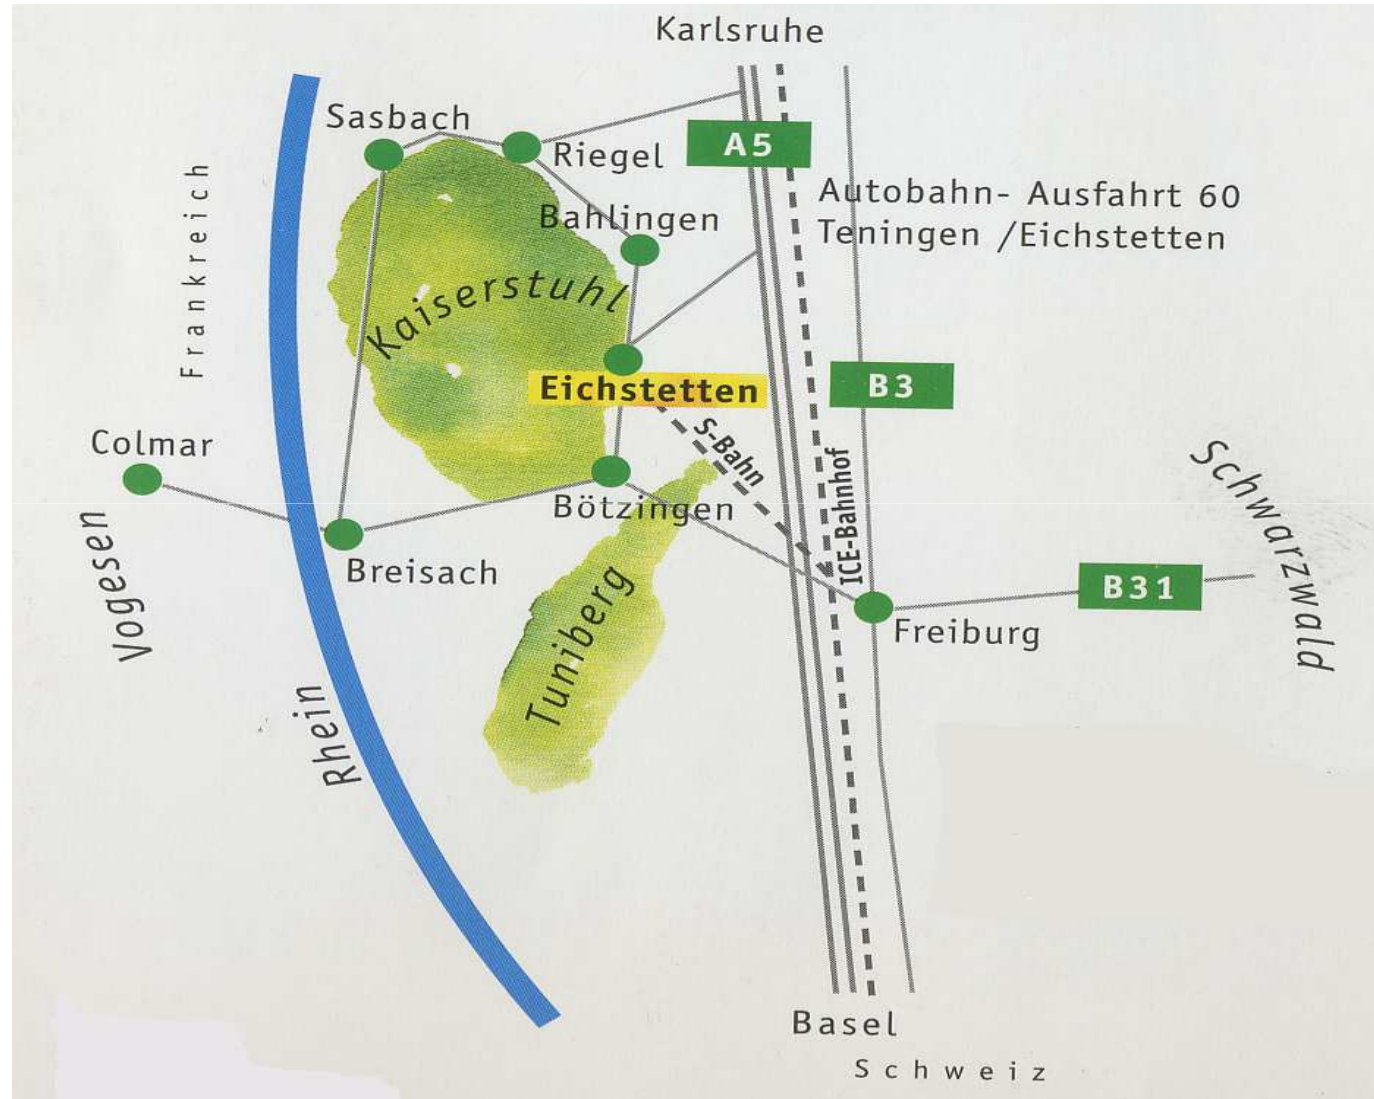 Karlsruhe
Sasbach
Riegel
A5
Frankreich
Autobahn- Ausfahrt 60
Teningen /Eichstetten
Bahlingen
Kaiserstuhl
Eichstetten
B3
S-Bahn
ICE-Bahnhof
Colmar
Schwarzwald
Bötzingen
Vogesen
Breisach
B31
Tuniberg
Freiburg
Rhein
Basel
Schweiz